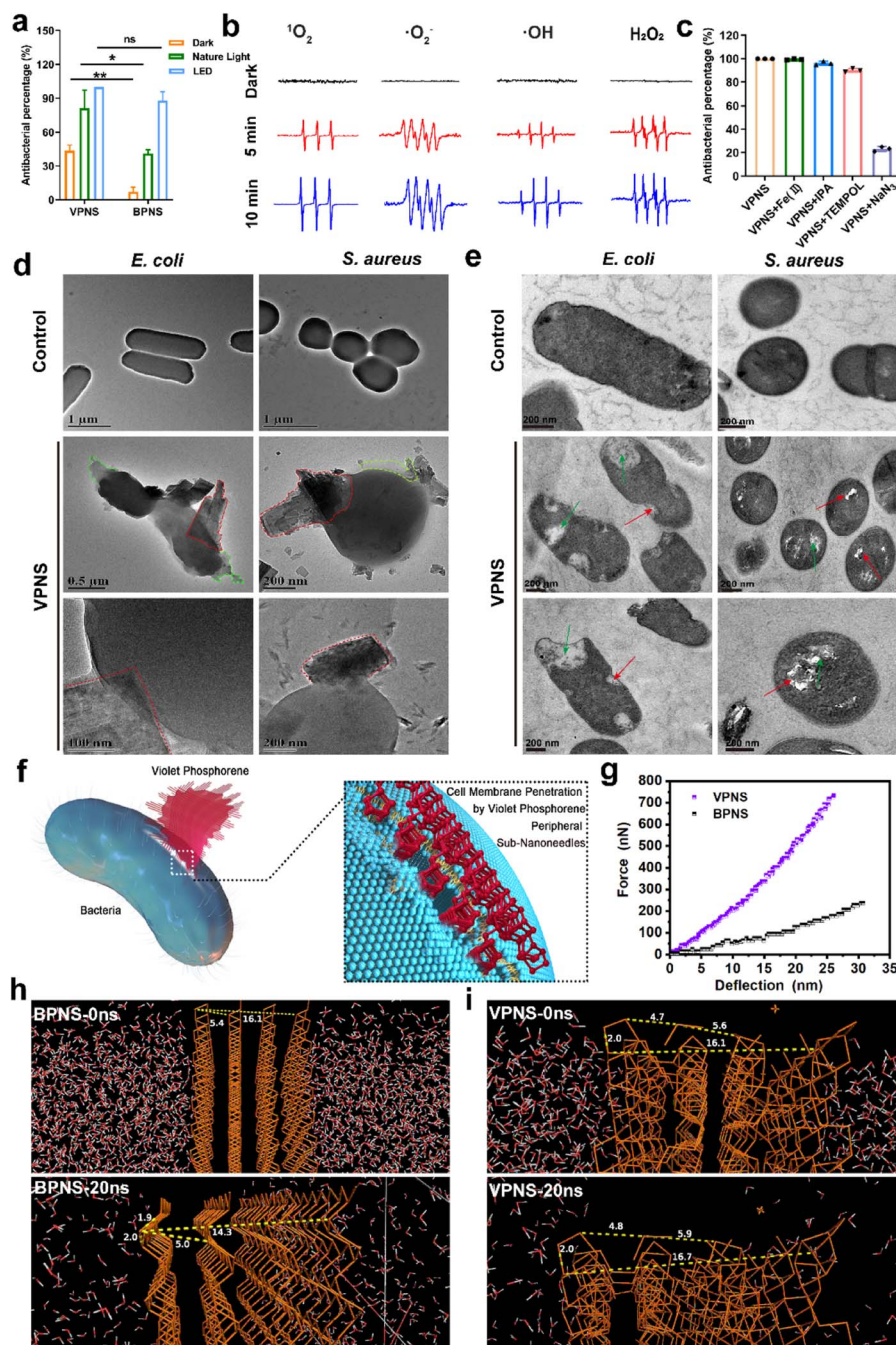 a
Antibacterial percentage (%)
150
120
90
60
30
0
Dark
Nature Light
LED
ns
*
**
VPNS
BPNS
b
¹O₂
·O₂⁻
·OH
H₂O₂
Dark
5 min
10 min
c
Antibacterial percentage (%)
120
100
80
60
40
20
0
VPNS
VPNS+Fe(II)
VPNS+IPA
VPNS+TEMPOL
VPNS+NaN₃
d
E. coli
S. aureus
Control
1 μm
1 μm
VPNS
0.5 μm
200 nm
100 nm
200 nm
e
E. coli
S. aureus
Control
200 nm
200 nm
VPNS
200 nm
200 nm
200 nm
200 nm
f
Violet Phosphorene
Bacteria
Cell Membrane Penetration
by Violet Phosphorene
Peripheral
Sub-Nanoneedles
g
Force (nN)
800
700
600
500
400
300
200
100
0
VPNS
BPNS
0
5
10
15
20
25
30
35
Deflection (nm)
h
BPNS-0ns
5.4
16.1
BPNS-20ns
1.9
2.0
14.3
5.0
i
VPNS-0ns
4.7
5.6
2.0
16.1
VPNS-20ns
4.8
5.9
2.0
16.7